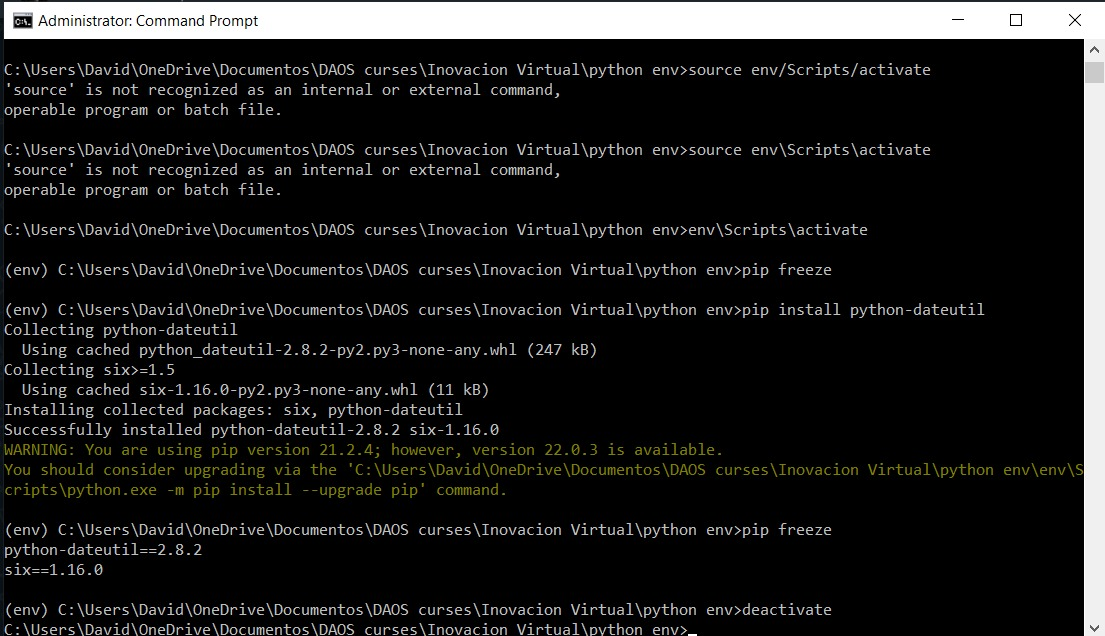 Administrator: Command Prompt
C:\Users\David\OneDrive\Documentos\DAOS curses\Inovacion Virtual\python env>source env/Scripts/activate
'source' is not recognized as an internal or external command,
operable program or batch file.
C:\Users\David\OneDrive\Documentos\DAOS curses\Inovacion Virtual\python env>source env\Scripts\activate
'source' is not recognized as an internal or external command,
operable program or batch file.
C:\Users\David\OneDrive\Documentos\DAOS curses\Inovacion Virtual\python env>env\Scripts\activate
(env) C:\Users\David\OneDrive\Documentos\DAOS curses\Inovacion Virtual\python env>pip freeze
(env) C:\Users\David\OneDrive\Documentos\DAOS curses\Inovacion Virtual\python env>pip install python-dateutil
Collecting python-dateutil
  Using cached python_dateutil-2.8.2-py2.py3-none-any.whl (247 kB)
Collecting six>=1.5
  Using cached six-1.16.0-py2.py3-none-any.whl (11 kB)
Installing collected packages: six, python-dateutil
Successfully installed python-dateutil-2.8.2 six-1.16.0
WARNING: You are using pip version 21.2.4; however, version 22.0.3 is available.
You should consider upgrading via the 'C:\Users\David\OneDrive\Documentos\DAOS curses\Inovacion Virtual\python env\env\S
cripts\python.exe -m pip install --upgrade pip' command.
(env) C:\Users\David\OneDrive\Documentos\DAOS curses\Inovacion Virtual\python env>pip freeze
python-dateutil==2.8.2
six==1.16.0
(env) C:\Users\David\OneDrive\Documentos\DAOS curses\Inovacion Virtual\python env>deactivate
C:\Users\David\OneDrive\Documentos\DAOS curses\Inovacion Virtual\python env>